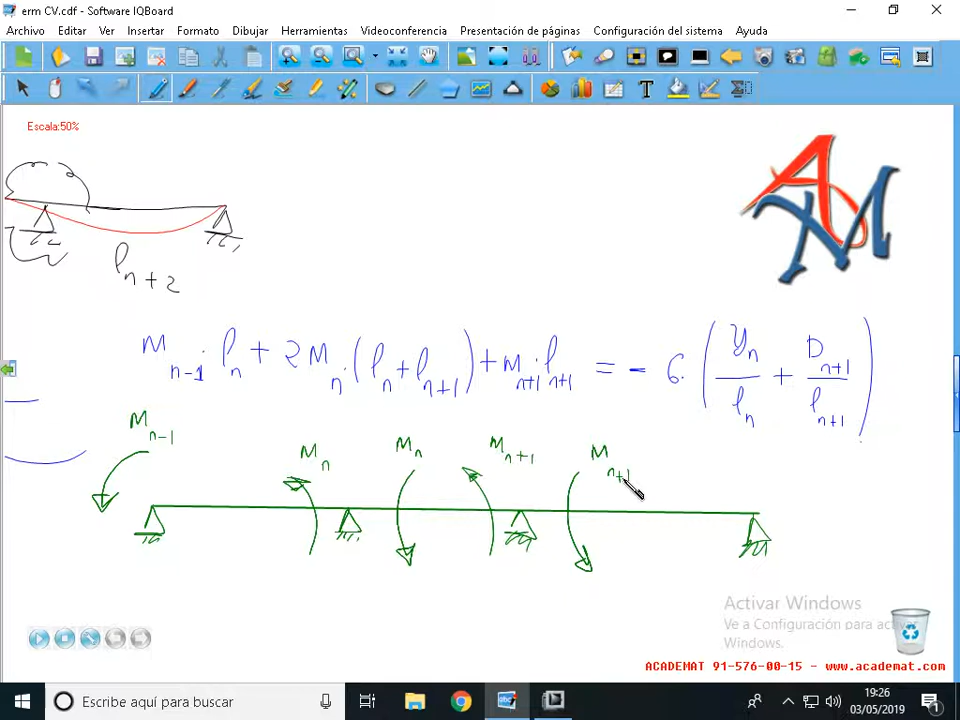 erm CV.cdf - Software IQBoard
Archivo Editar Ver Insertar Formato Dibujar Herramientas Videoconferencia Presentación de páginas Configuración del sistema Ayuda
Escala:50%
l n+2
M n-1 · l n + 2 M n · ( l n + l n+1 ) + M n+1 · l n+1 = - 6 · ( y n / l n + D n+1 / l n+1 )
M n-1
M n
M n
M n+1
M n+1
Activar Windows
Ve a Configuración para activar
Windows.
ACADEMAT 91-576-00-15 - www.academat.com
Escribe aquí para buscar
19:26
03/05/2019
1